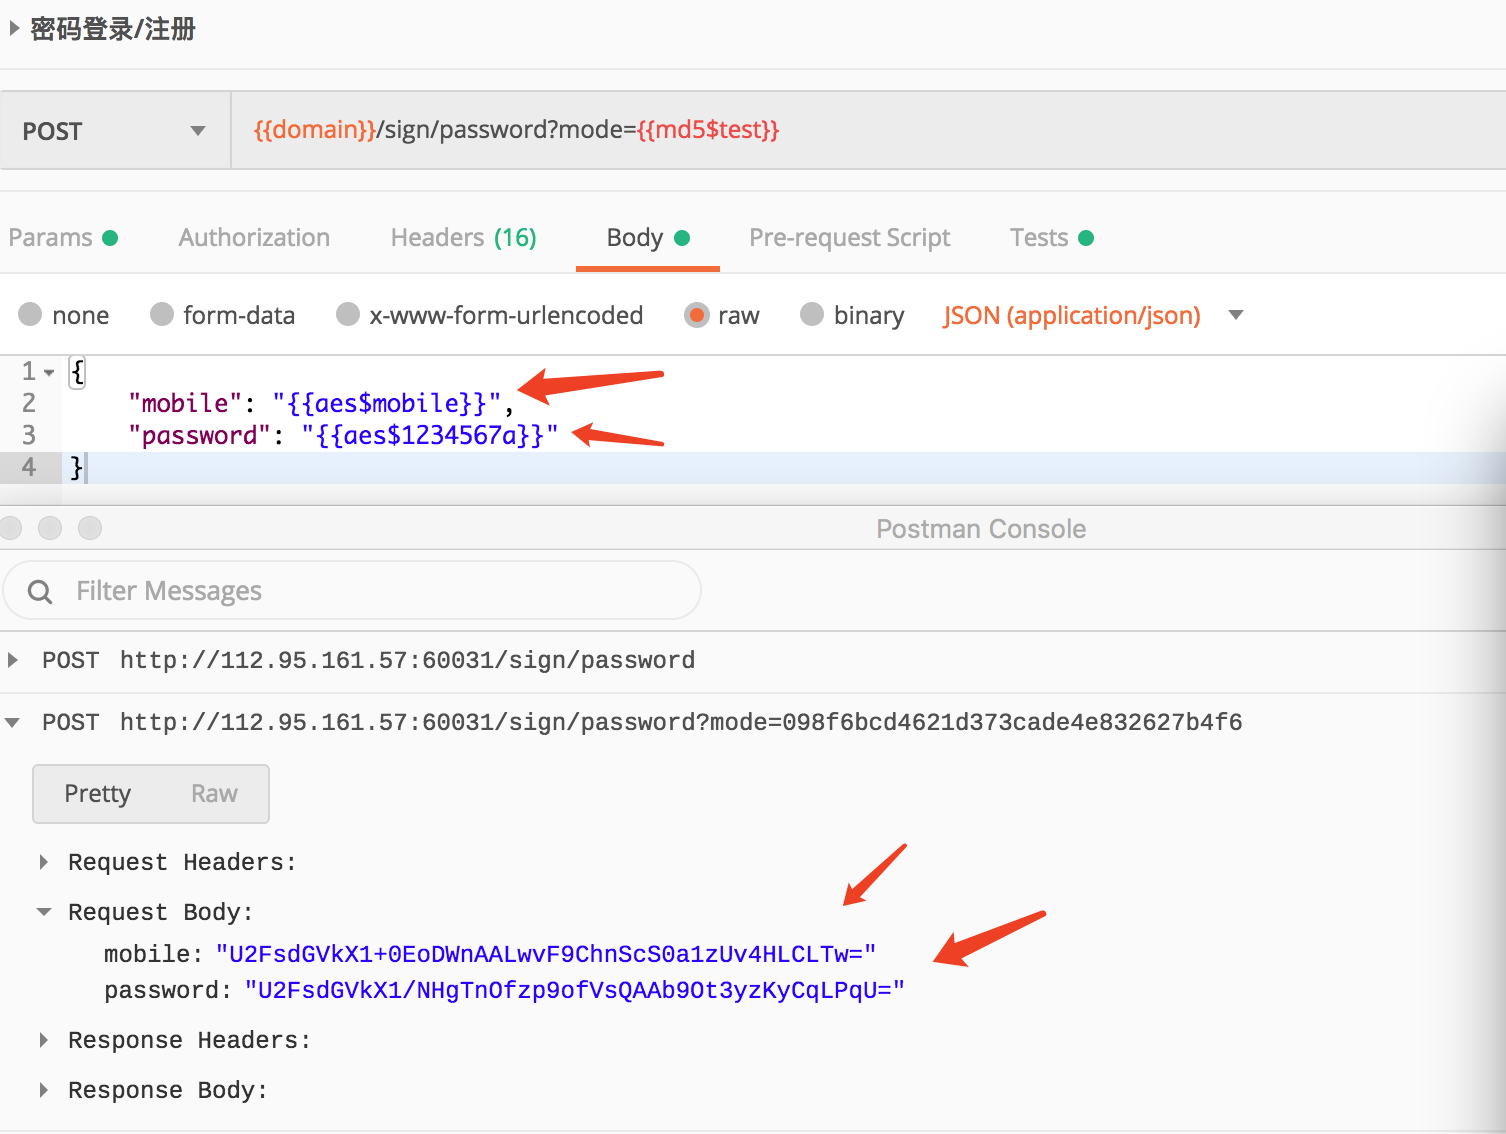 密码登录/注册
POST {{domain}}/sign/password?mode={{md5$test}}
Params Authorization Headers (16) Body Pre-request Script Tests
none form-data x-www-form-urlencoded raw binary JSON (application/json)
1 {
2 "mobile": "{{aes$mobile}}",
3 "password": "{{aes$1234567a}}"
4 }
Postman Console
Filter Messages
POST http://112.95.161.57:60031/sign/password
POST http://112.95.161.57:60031/sign/password?mode=098f6bcd4621d373cade4e832627b4f6
Pretty Raw
Request Headers:
Request Body:
mobile: "U2FsdGVkX1+0EoDWnAALwvF9ChnScS0a1zUv4HLCLTw="
password: "U2FsdGVkX1/NHgTnOfzp9ofVsQAAb9Ot3yzKyCqLPqU="
Response Headers:
Response Body: